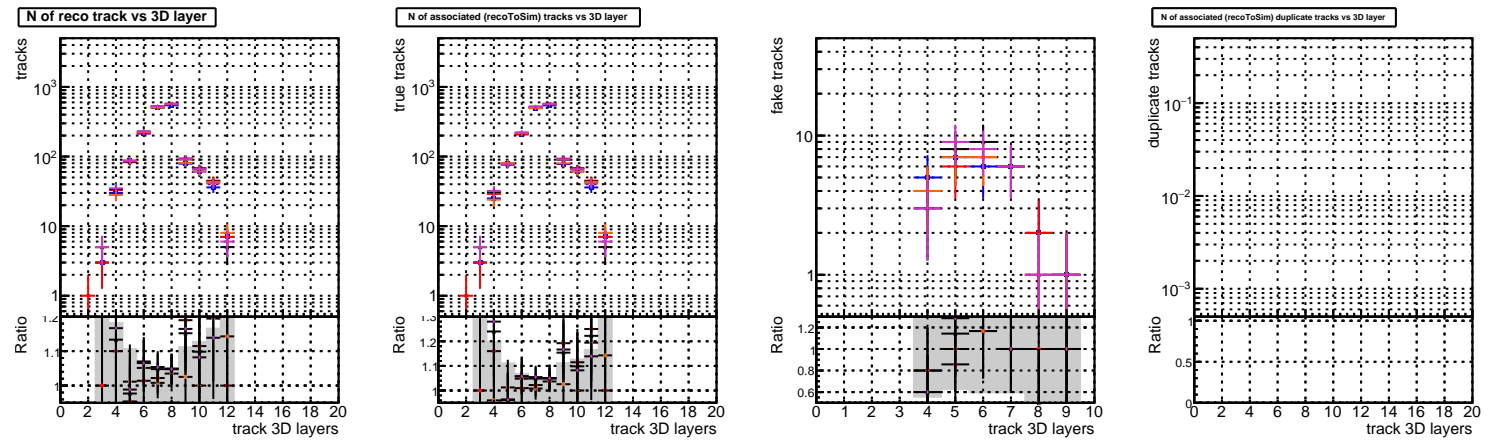 N of reco track vs 3D layer
tracks
10³
10²
10
1
Ratio
1.2
1.1
1
0 2 4 6 8 10 12 14 16 18 20
track 3D layers
N of associated (recoToSim) tracks vs 3D layer
true tracks
10³
10²
10
1
Ratio
1.3
1.2
1.1
1
0 2 4 6 8 10 12 14 16 18 20
track 3D layers
fake tracks
10
1
Ratio
1.2
1
0.8
0.6
0 1 2 3 4 5 6 7 8 9 10
track 3D layers
N of associated (recoToSim) duplicate tracks vs 3D layer
duplicate tracks
10⁻¹
10⁻²
10⁻³
Ratio
1
0.5
0
0 2 4 6 8 10 12 14 16 18 20
track 3D layers